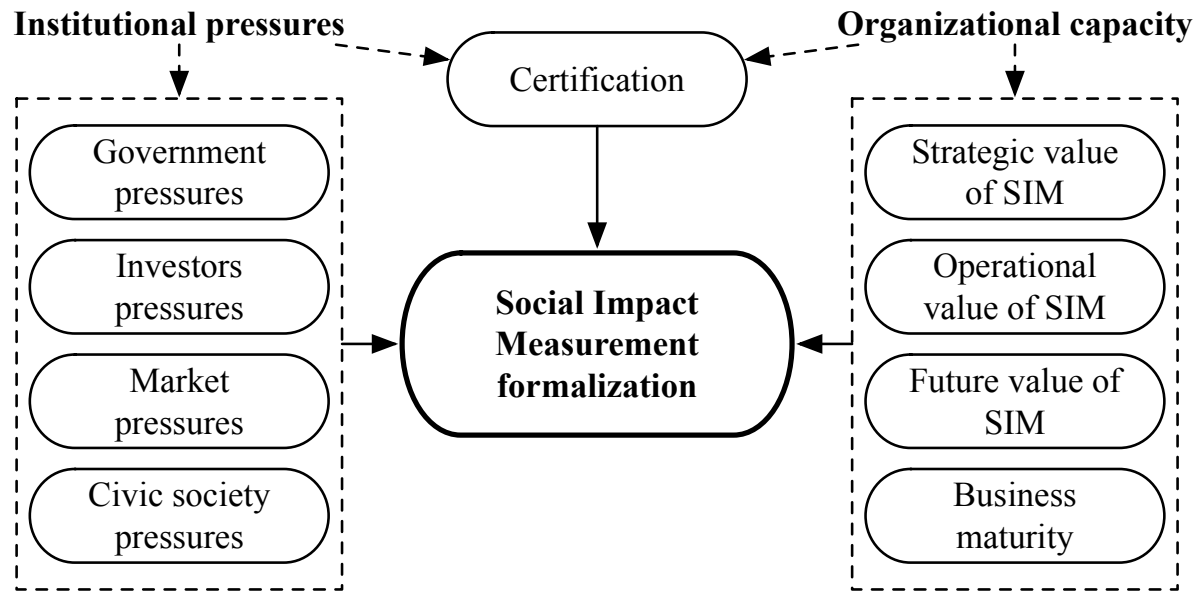 Institutional pressures
Organizational capacity
Certification
Government
pressures
Investors
pressures
Market
pressures
Civic society
pressures
Social Impact
Measurement
formalization
Strategic value
of SIM
Operational
value of SIM
Future value of
SIM
Business
maturity